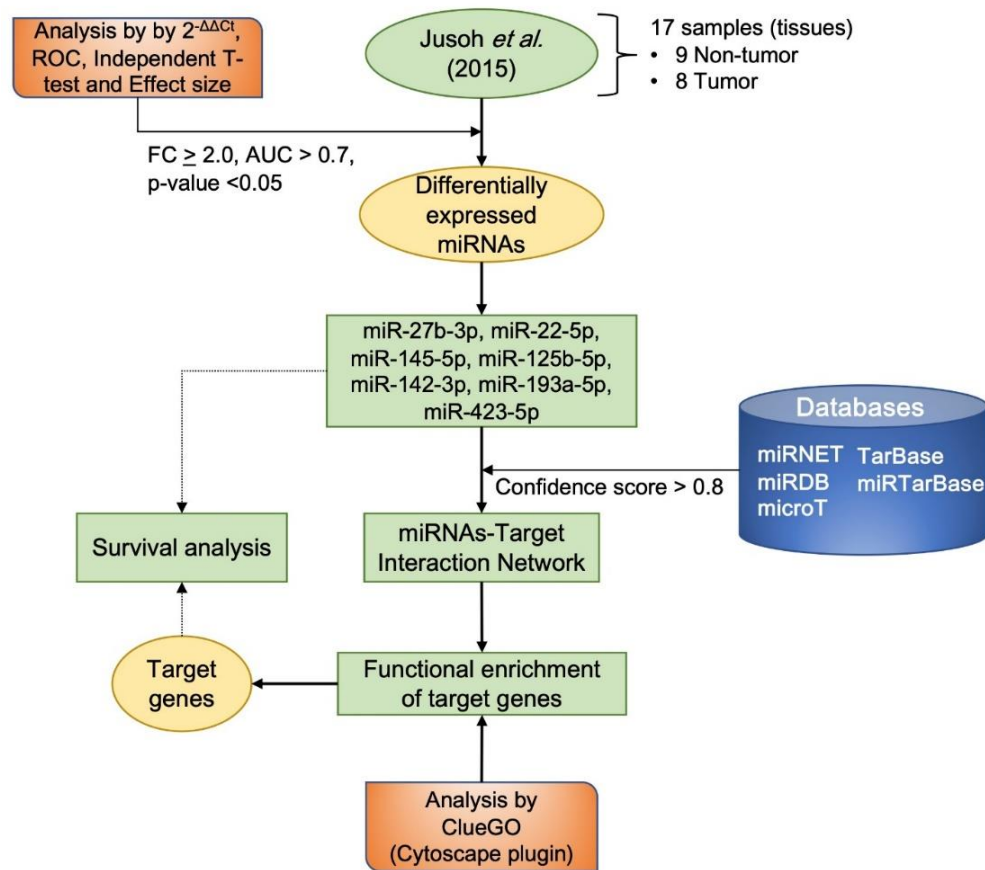 Analysis by by 2-ΔΔCt,
ROC, Independent T-
test and Effect size
Jusoh et al.
(2015)
17 samples (tissues)
• 9 Non-tumor
• 8 Tumor
FC ≥ 2.0, AUC > 0.7,
p-value <0.05
Differentially
expressed
miRNAs
miR-27b-3p, miR-22-5p,
miR-145-5p, miR-125b-5p,
miR-142-3p, miR-193a-5p,
miR-423-5p
Databases
miRNET TarBase
miRDB miRTarBase
microT
Confidence score > 0.8
miRNAs-Target
Interaction Network
Survival analysis
Functional enrichment
of target genes
Target
genes
Analysis by
ClueGO
(Cytoscape plugin)